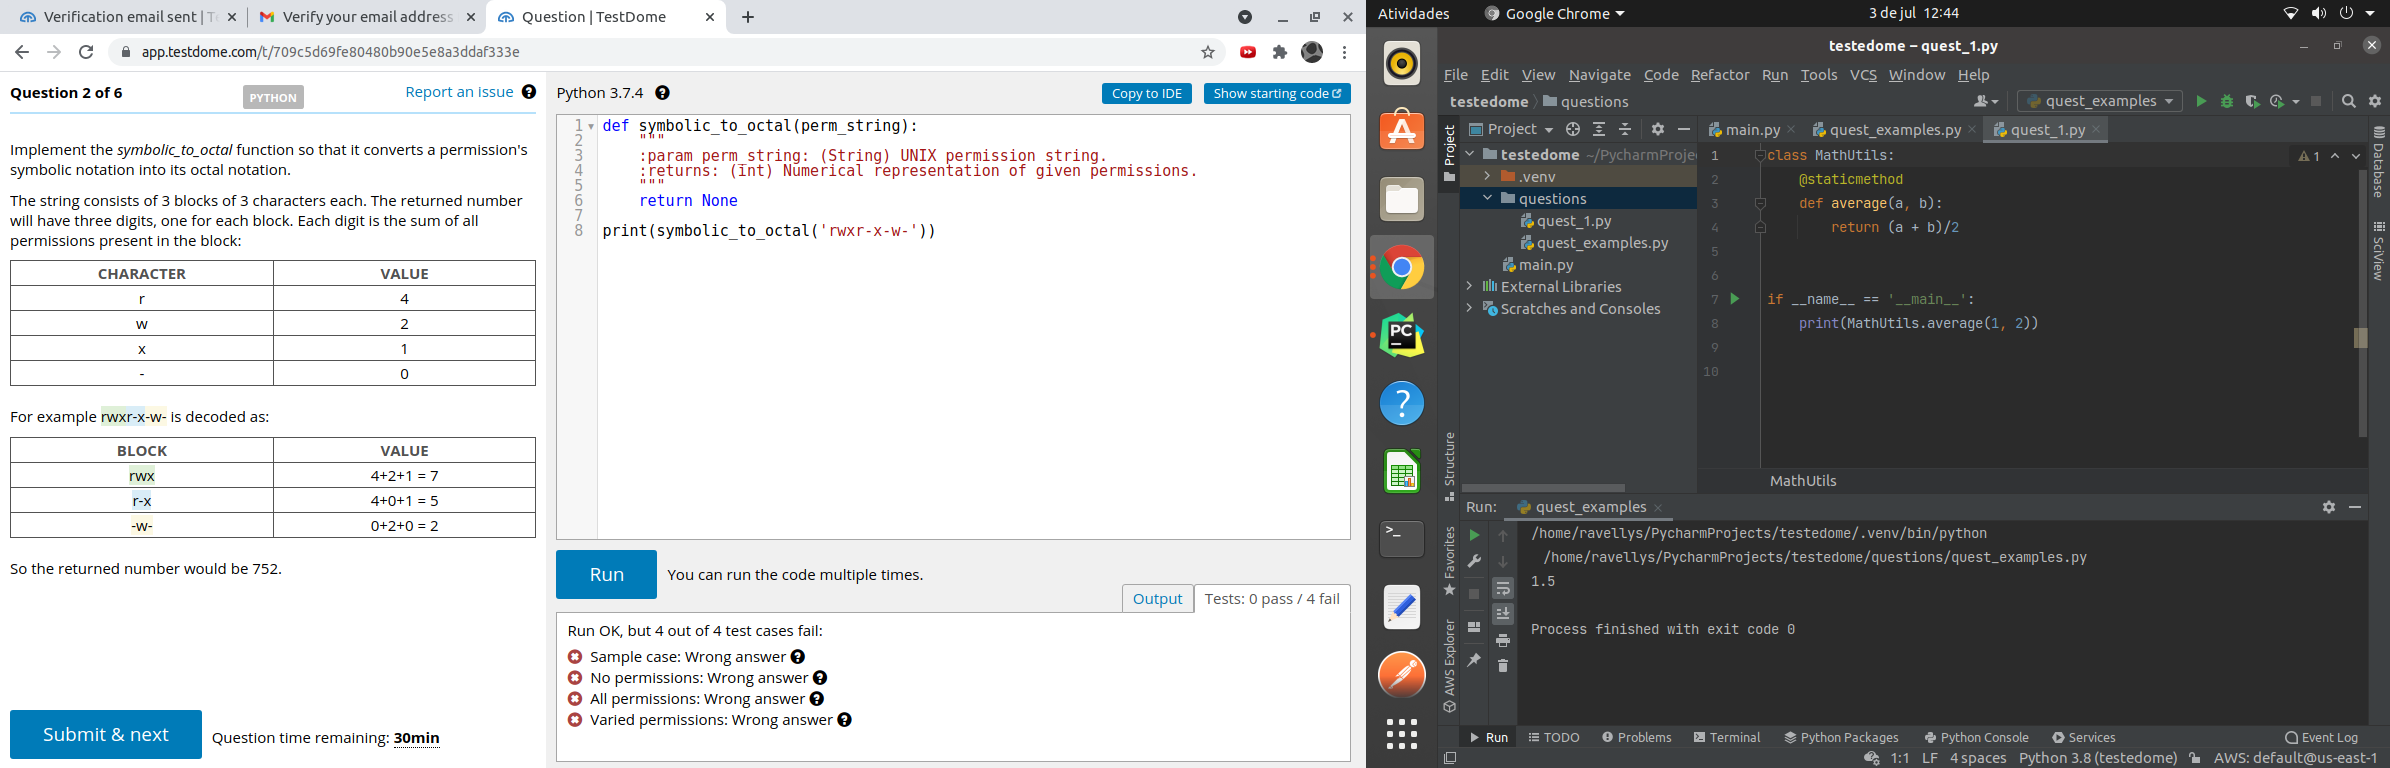 Verification email sent | T
Verify your email address
Question | TestDome
app.testdome.com/t/709c5d69fe80480b90e5e8a3ddaf333e
Question 2 of 6
PYTHON
Report an issue
Implement the symbolic_to_octal function so that it converts a permission's
symbolic notation into its octal notation.
The string consists of 3 blocks of 3 characters each. The returned number
will have three digits, one for each block. Each digit is the sum of all
permissions present in the block:
CHARACTER VALUE
r 4
w 2
x 1
- 0
For example rwxr-x-w- is decoded as:
BLOCK VALUE
rwx 4+2+1 = 7
r-x 4+0+1 = 5
-w- 0+2+0 = 2
So the returned number would be 752.
Submit & next
Question time remaining: 30min
Python 3.7.4
Copy to IDE
Show starting code
1 def symbolic_to_octal(perm_string):
2 """
3 :param perm_string: (String) UNIX permission string.
4 :returns: (int) Numerical representation of given permissions.
5 """
6 return None
7
8 print(symbolic_to_octal('rwxr-x-w-'))
Run
You can run the code multiple times.
Output
Tests: 0 pass / 4 fail
Run OK, but 4 out of 4 test cases fail:
Sample case: Wrong answer
No permissions: Wrong answer
All permissions: Wrong answer
Varied permissions: Wrong answer
Atividades
Google Chrome
3 de jul 12:44
testedome – quest_1.py
File Edit View Navigate Code Refactor Run Tools VCS Window Help
testedome questions
quest_examples
Project
main.py
quest_examples.py
quest_1.py
Project
testedome ~/PycharmProje
.venv
questions
quest_1.py
quest_examples.py
main.py
External Libraries
Scratches and Consoles
1 class MathUtils:
2 @staticmethod
3 def average(a, b):
4 return (a + b)/2
5
6
7 if __name__ == '__main__':
8 print(MathUtils.average(1, 2))
9
10
1
MathUtils
Database
SciView
Structure
Favorites
AWS Explorer
PC
>_
Run: quest_examples
/home/ravellys/PycharmProjects/testedome/.venv/bin/python
/home/ravellys/PycharmProjects/testedome/questions/quest_examples.py
1.5
Process finished with exit code 0
Run TODO Problems Terminal Python Packages Python Console Services Event Log
1:1 LF 4 spaces Python 3.8 (testedome) AWS: default@us-east-1